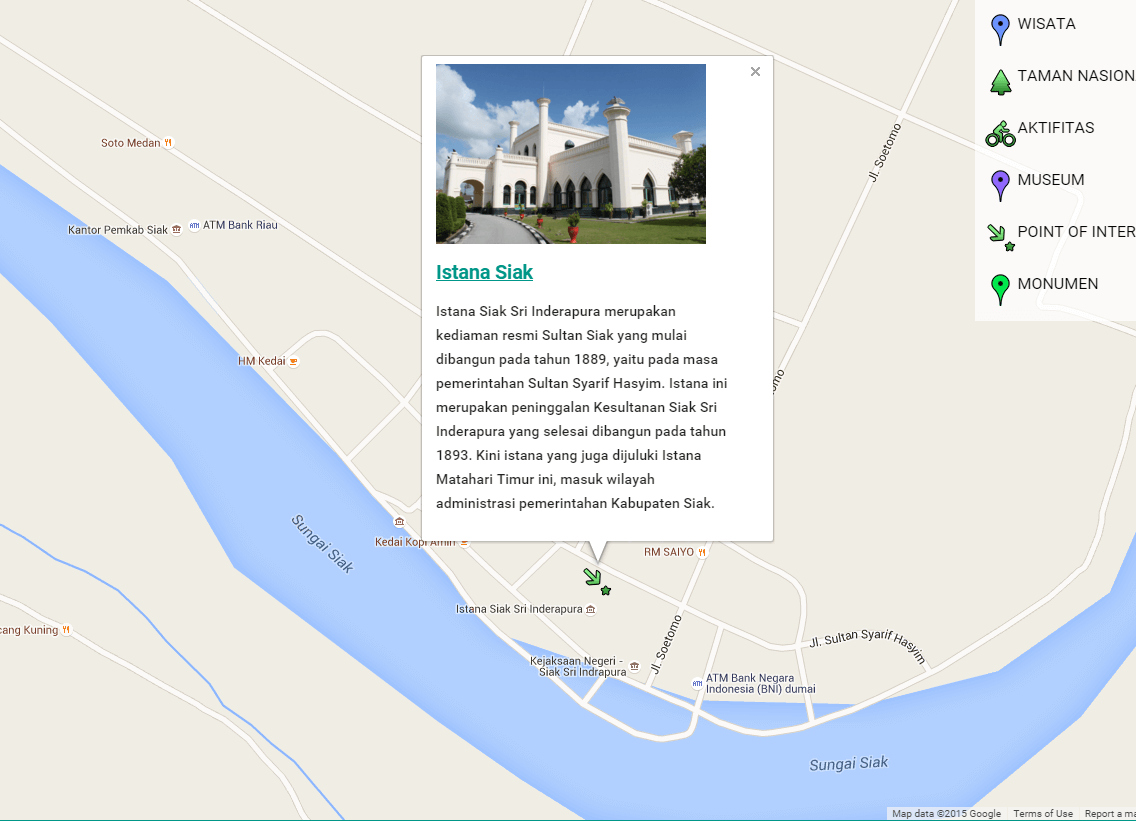 WISATA
TAMAN NASION
AKTIFITAS
MUSEUM
POINT OF INTER
MONUMEN
Istana Siak
Istana Siak Sri Inderapura merupakan
kediaman resmi Sultan Siak yang mulai
dibangun pada tahun 1889, yaitu pada masa
pemerintahan Sultan Syarif Hasyim. Istana ini
merupakan peninggalan Kesultanan Siak Sri
Inderapura yang selesai dibangun pada tahun
1893. Kini istana yang juga dijuluki Istana
Matahari Timur ini, masuk wilayah
administrasi pemerintahan Kabupaten Siak.
Soto Medan
Jl. Soetomo
Kantor Pemkab Siak
ATM Bank Riau
HM Kedai
omo
Sungai Siak
Kedai Kopi Amin
RM SAIYO
Istana Siak Sri Inderapura
cang Kuning
Jl. Soetomo
Jl. Sultan Syarif Hasyim
Kejaksaan Negeri -
Siak Sri Indrapura
ATM
ATM Bank Negara
Indonesia (BNI) dumai
Sungai Siak
Map data ©2015 Google
Terms of Use
Report a ma